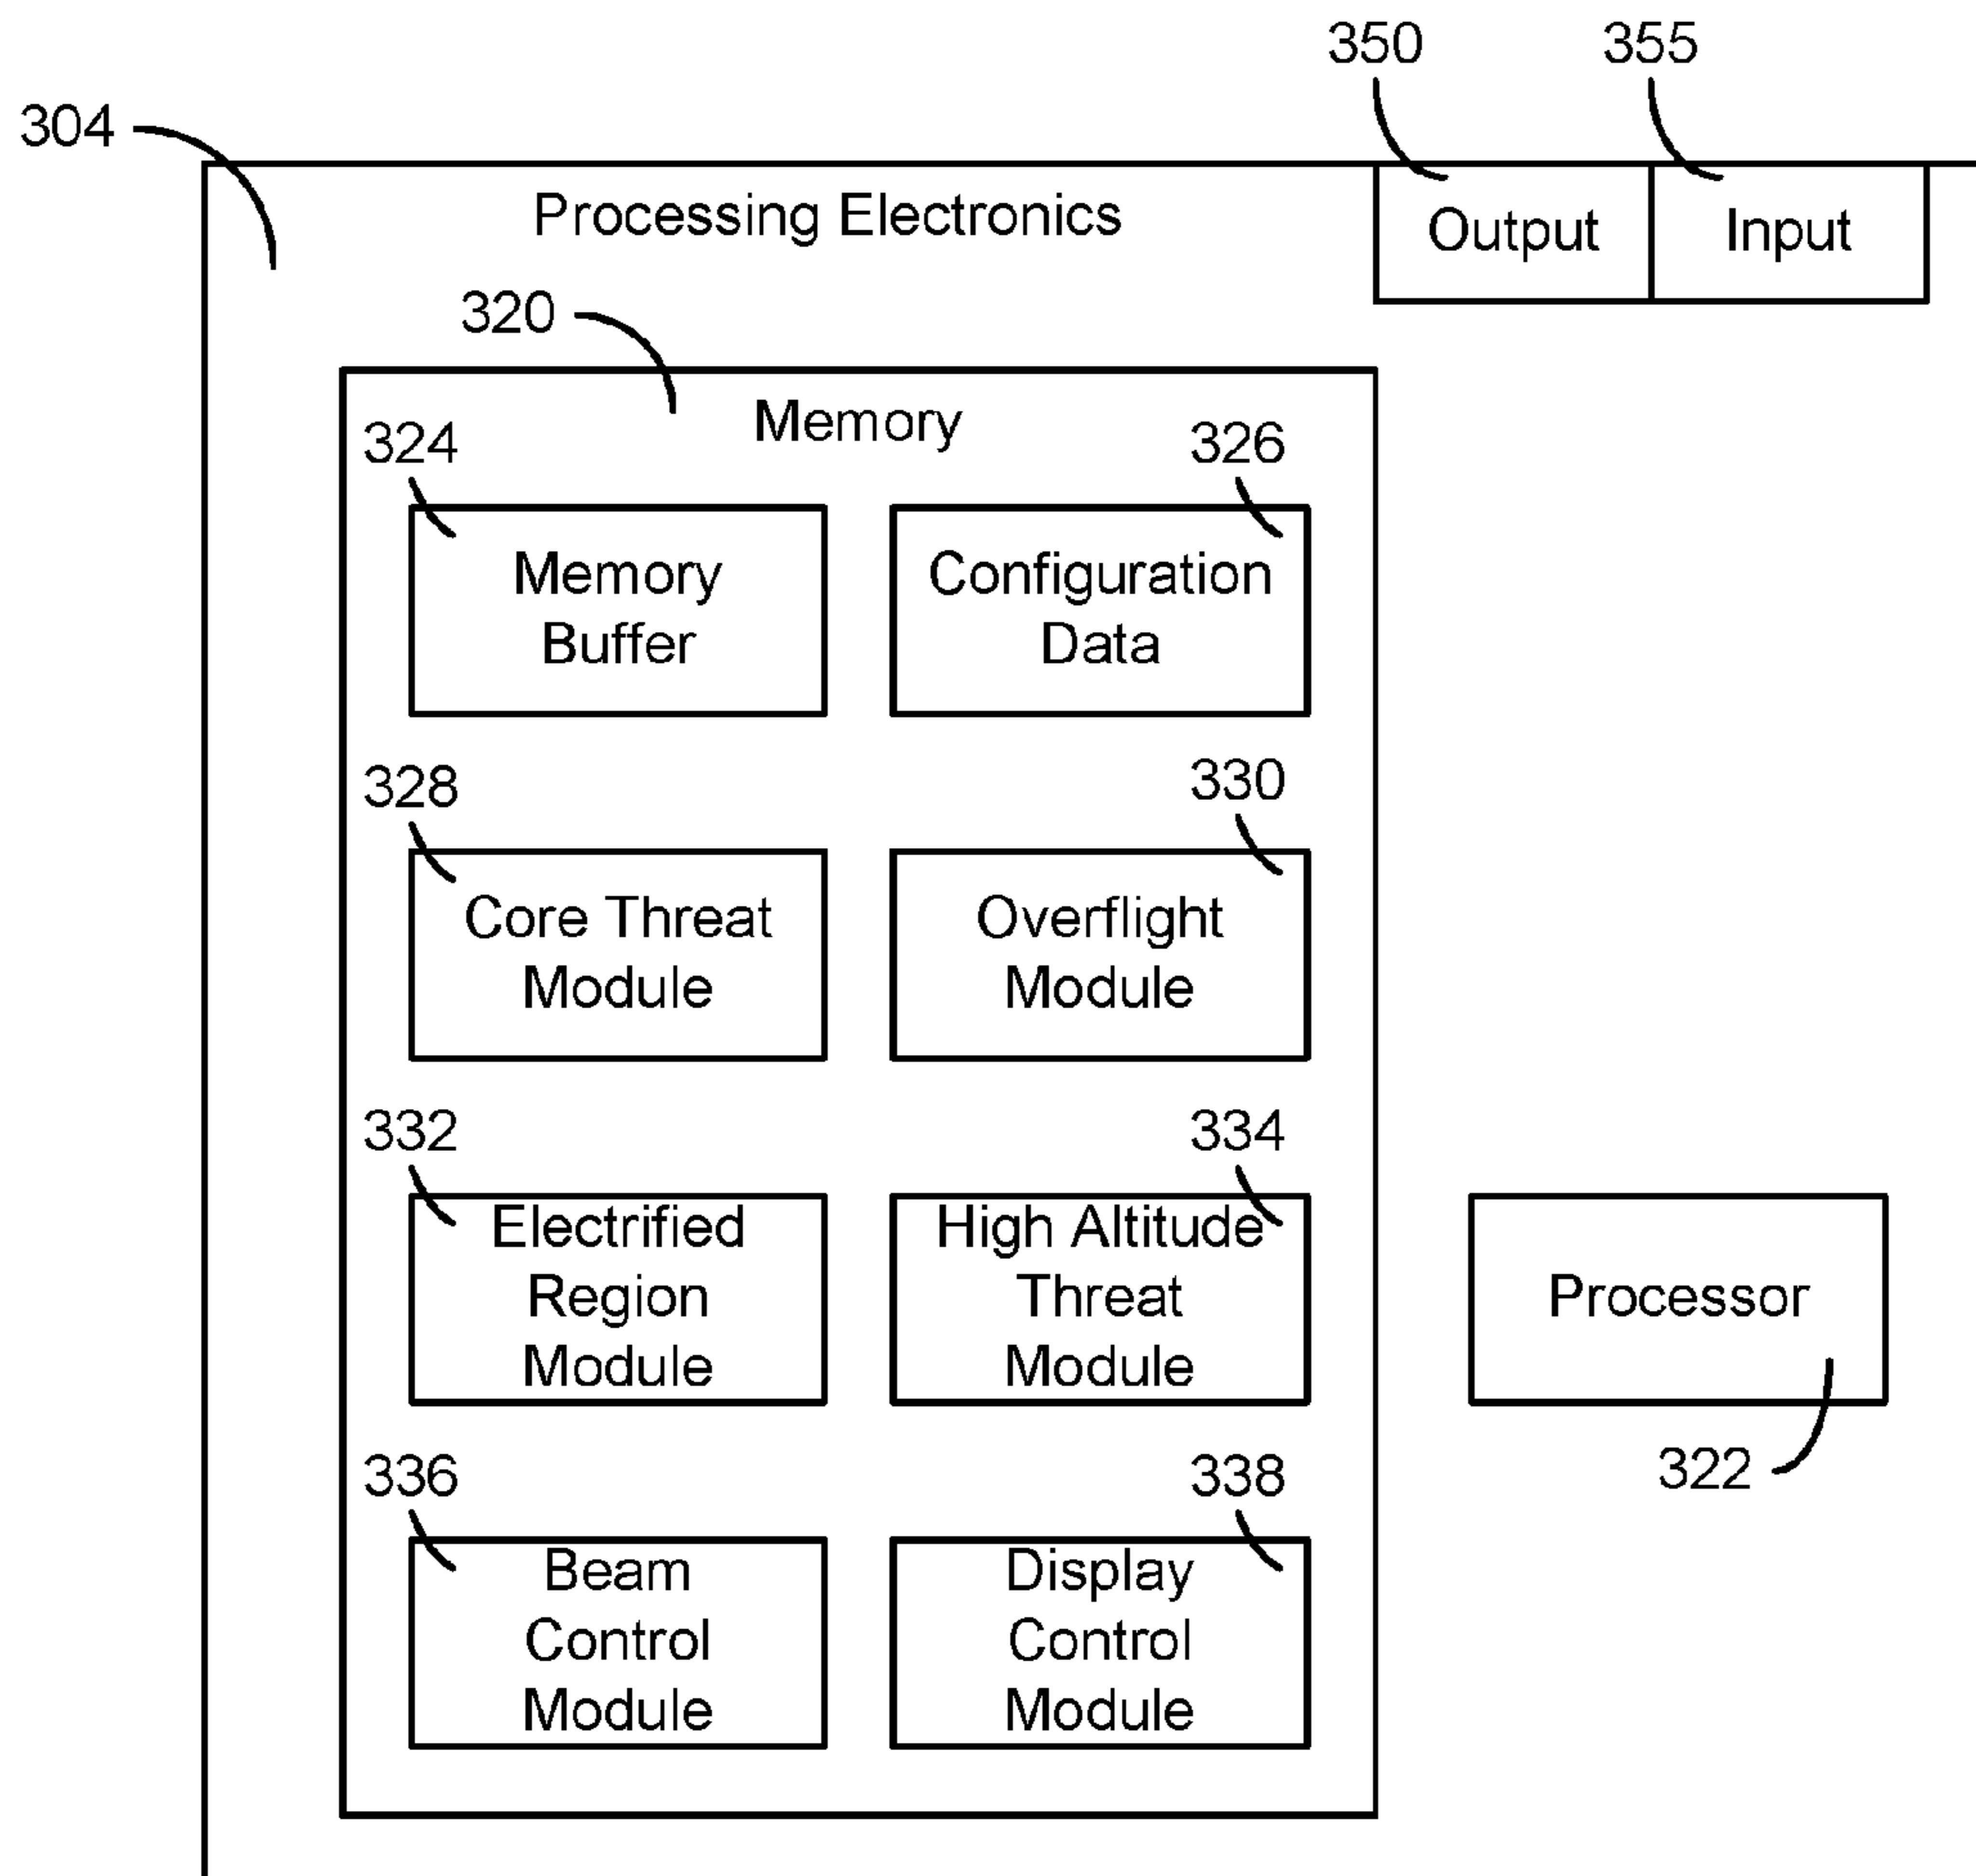 350
355
304
Processing Electronics
Output
Input
320
Memory
324
326
Memory
Buffer
Configuration
Data
328
330
Core Threat
Module
Overflight
Module
332
334
Electrified
Region
Module
High Altitude
Threat
Module
Processor
322
336
338
Beam
Control
Module
Display
Control
Module